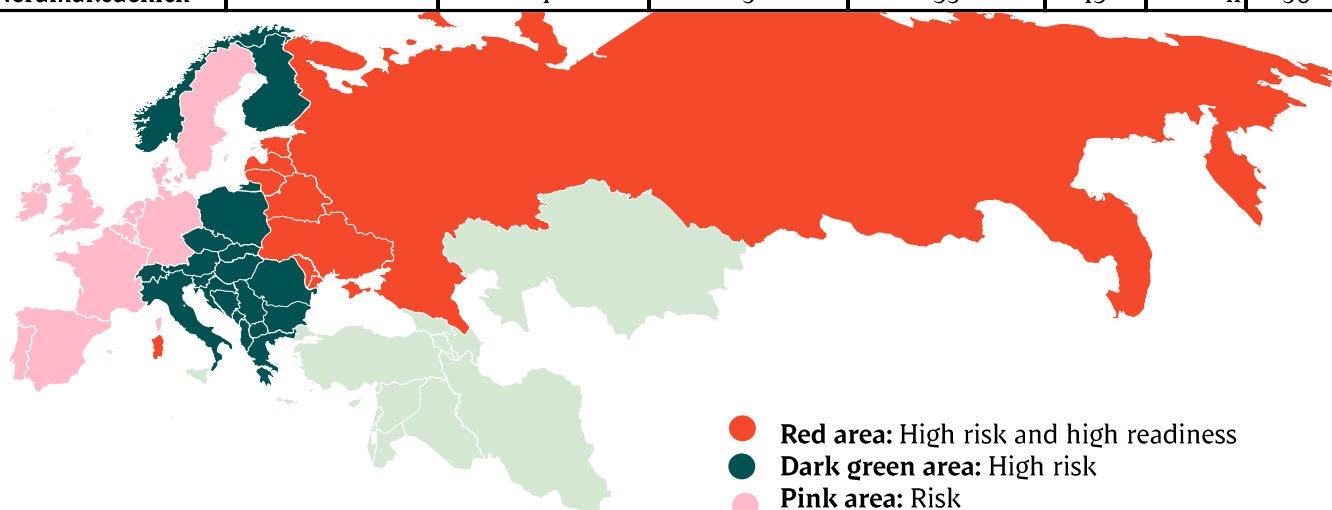 Red area: High risk and high readiness
Dark green area: High risk
Pink area: Risk